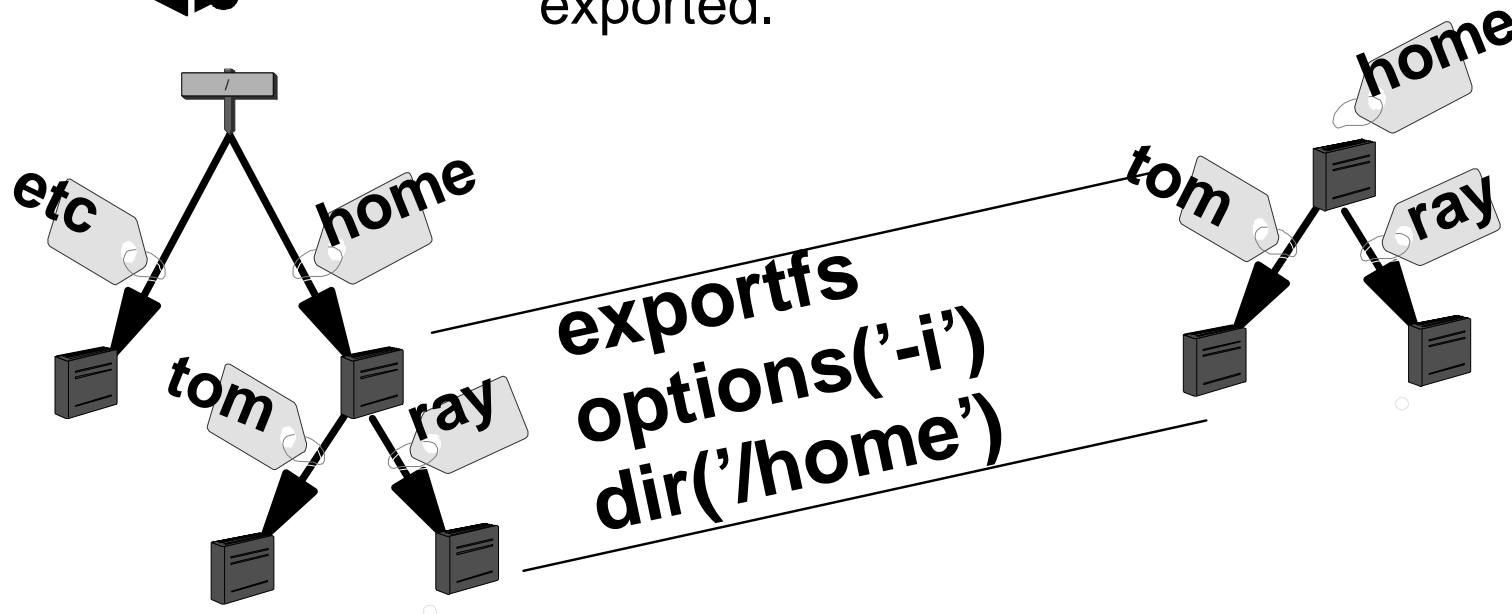 exported.
/
home
etc
home
tom
ray
exportfs
options('-i')
dir('/home')
tom
ray